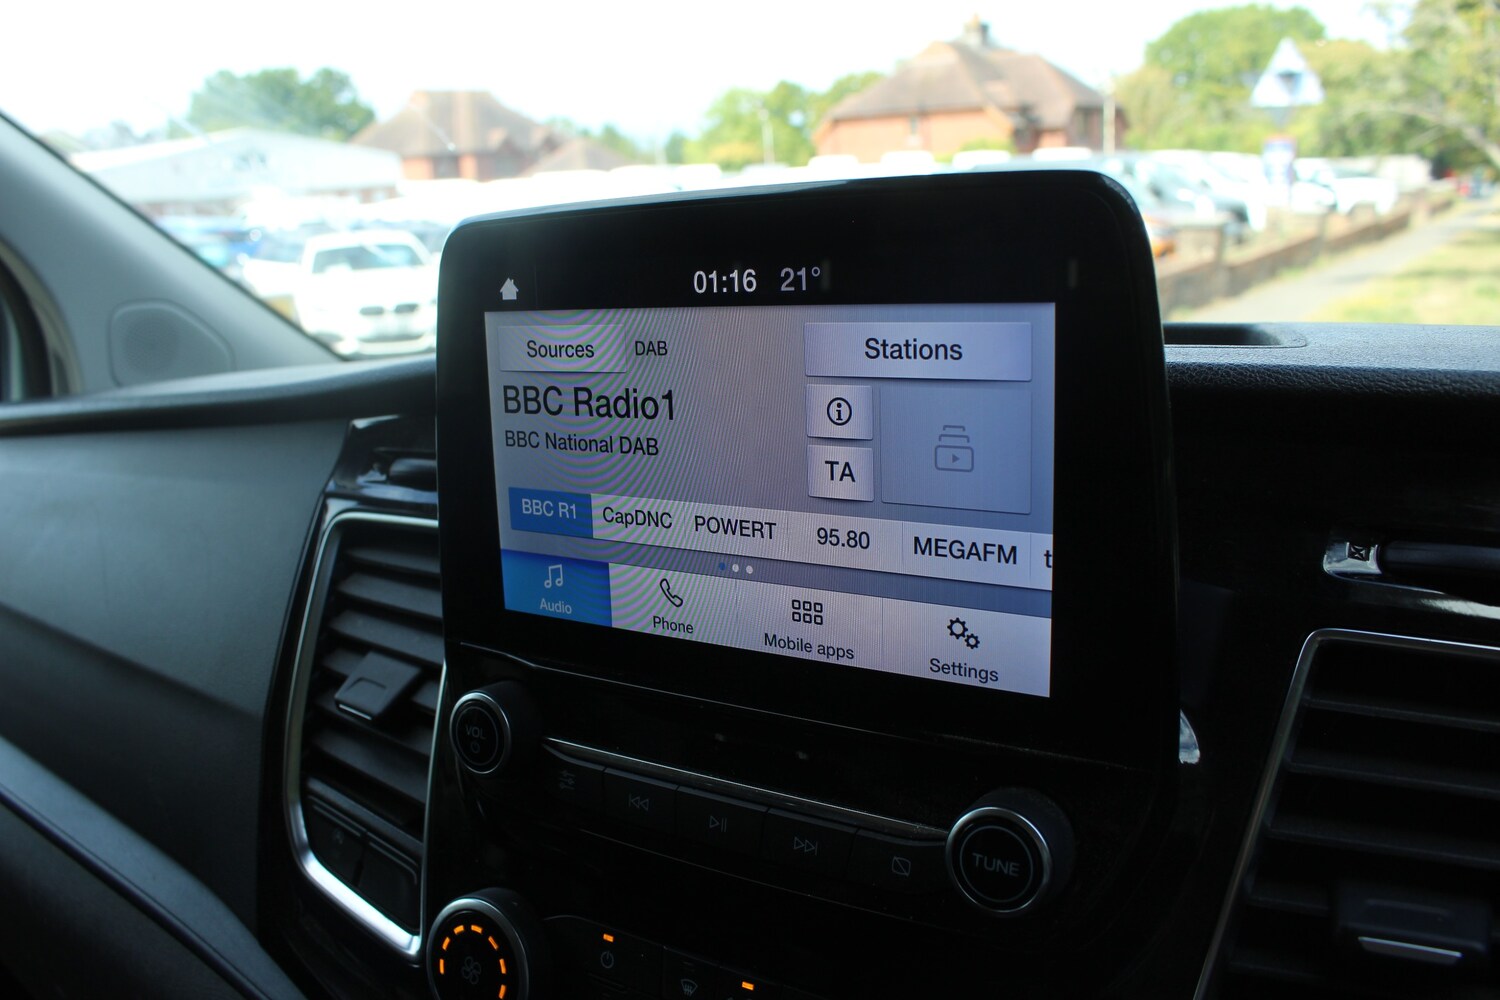 01:16 21°
Sources DAB Stations
BBC Radio1
BBC National DAB
TA
BBC R1 CapDNC POWERT 95.80 MEGAFM t
Audio Phone Mobile apps Settings
VOL
TUNE